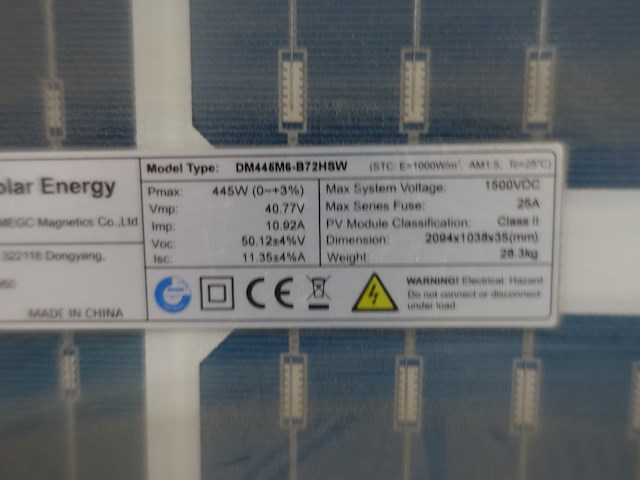 olar Energy
MEGC Magnetics Co.,Ltd
322118 Dongyang,
MADE IN CHINA
Model Type: DM445M6-B72HSW (STC: E=1000W/m², AM1.5, Tc=25°C)
Pmax: 445W (0~+3%)
Vmp: 40.77V
Imp: 10.92A
Voc: 50.12±4%V
Isc: 11.35±4%A
Max System Voltage: 1500VDC
Max Series Fuse: 25A
PV Module Classification: Class II
Dimension: 2094x1038x35(mm)
Weight: 28.3kg
CE
WARNING! Electrical Hazard
Do not connect or disconnect
under load